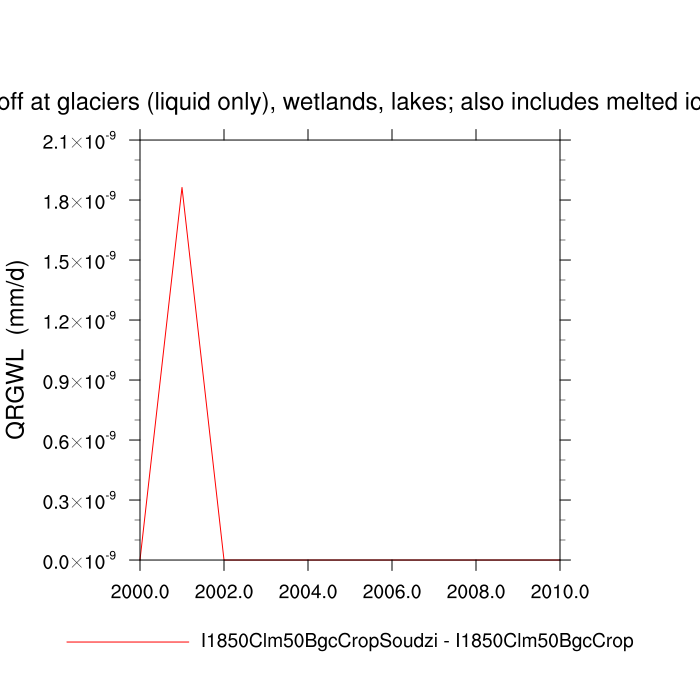 off at glaciers (liquid only), wetlands, lakes; also includes melted ic
2.1×10⁻⁹
1.8×10⁻⁹
1.5×10⁻⁹
1.2×10⁻⁹
0.9×10⁻⁹
0.6×10⁻⁹
0.3×10⁻⁹
0.0×10⁻⁹
QRGWL (mm/d)
2000.0 2002.0 2004.0 2006.0 2008.0 2010.0
I1850Clm50BgcCropSoudzi - I1850Clm50BgcCrop